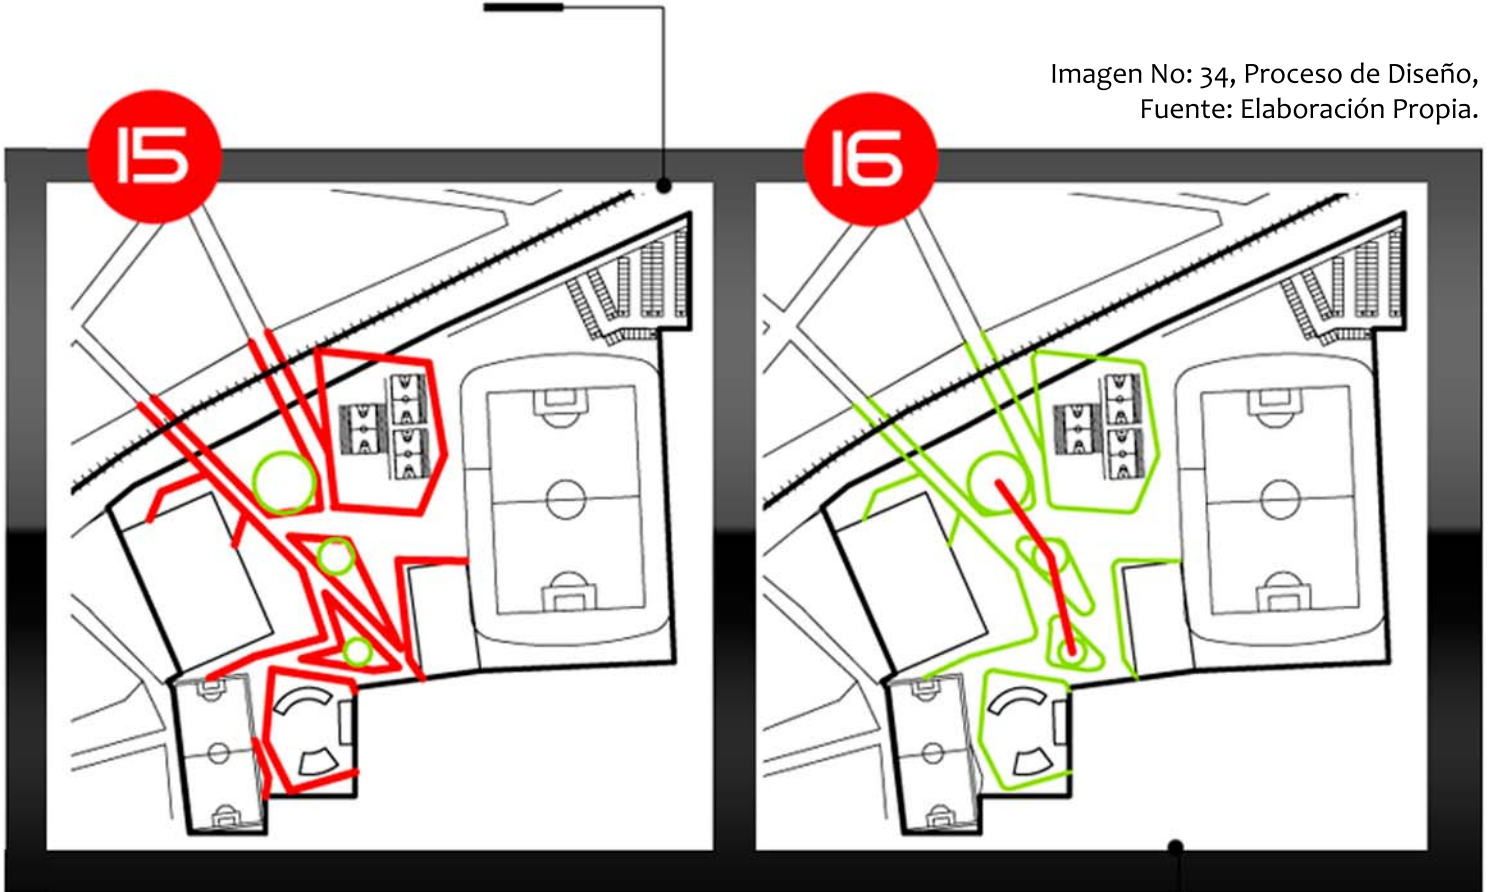 Imagen No: 34, Proceso de Diseño,
Fuente: Elaboración Propia.
15
16